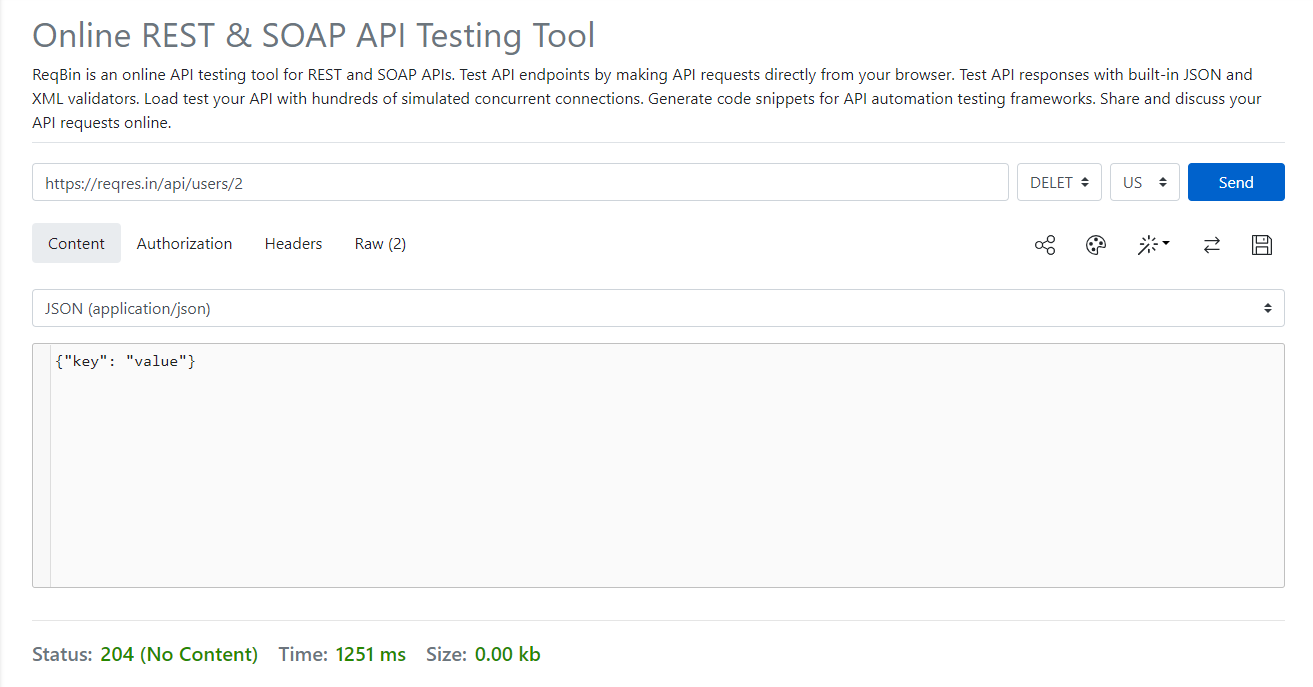 Online REST & SOAP API Testing Tool
ReqBin is an online API testing tool for REST and SOAP APIs. Test API endpoints by making API requests directly from your browser. Test API responses with built-in JSON and
XML validators. Load test your API with hundreds of simulated concurrent connections. Generate code snippets for API automation testing frameworks. Share and discuss your
API requests online.
https://reqres.in/api/users/2 DELET US Send
Content Authorization Headers Raw (2)
JSON (application/json)
{"key": "value"}
Status: 204 (No Content) Time: 1251 ms Size: 0.00 kb